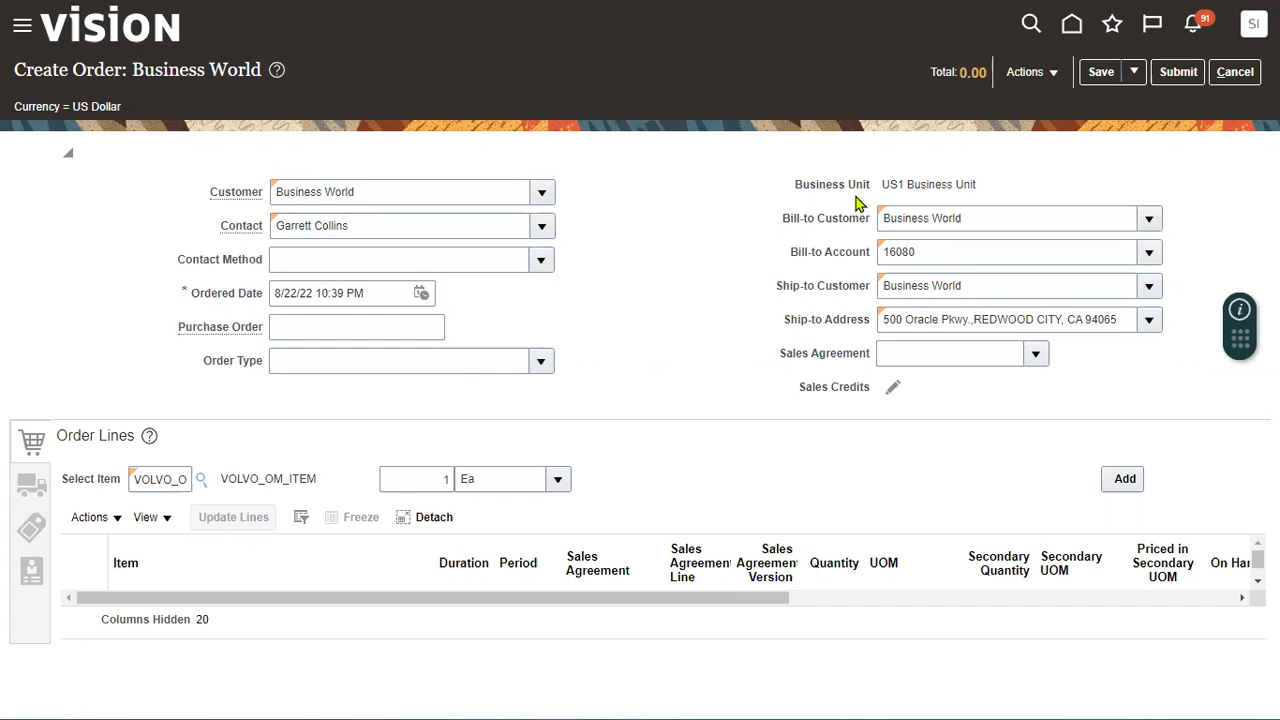 vision
91
SI
Create Order: Business World ?
Total: 0.00
Actions
Save
Submit
Cancel
Currency = US Dollar
Customer
Business World
Contact
Garrett Collins
Contact Method
* Ordered Date
8/22/22 10:39 PM
Purchase Order
Order Type
Business Unit
US1 Business Unit
Bill-to Customer
Business World
Bill-to Account
16080
Ship-to Customer
Business World
Ship-to Address
500 Oracle Pkwy.,REDWOOD CITY, CA 94065
Sales Agreement
Sales Credits
i
Order Lines ?
Select Item
VOLVO_O
VOLVO_OM_ITEM
1
Ea
Add
Actions
View
Update Lines
Freeze
Detach
Item
Duration
Period
Sales
Agreement
Sales
Agreement
Line
Sales
Agreement
Version
Quantity
UOM
Secondary
Quantity
Secondary
UOM
Priced in
Secondary
UOM
On Har
Columns Hidden 20